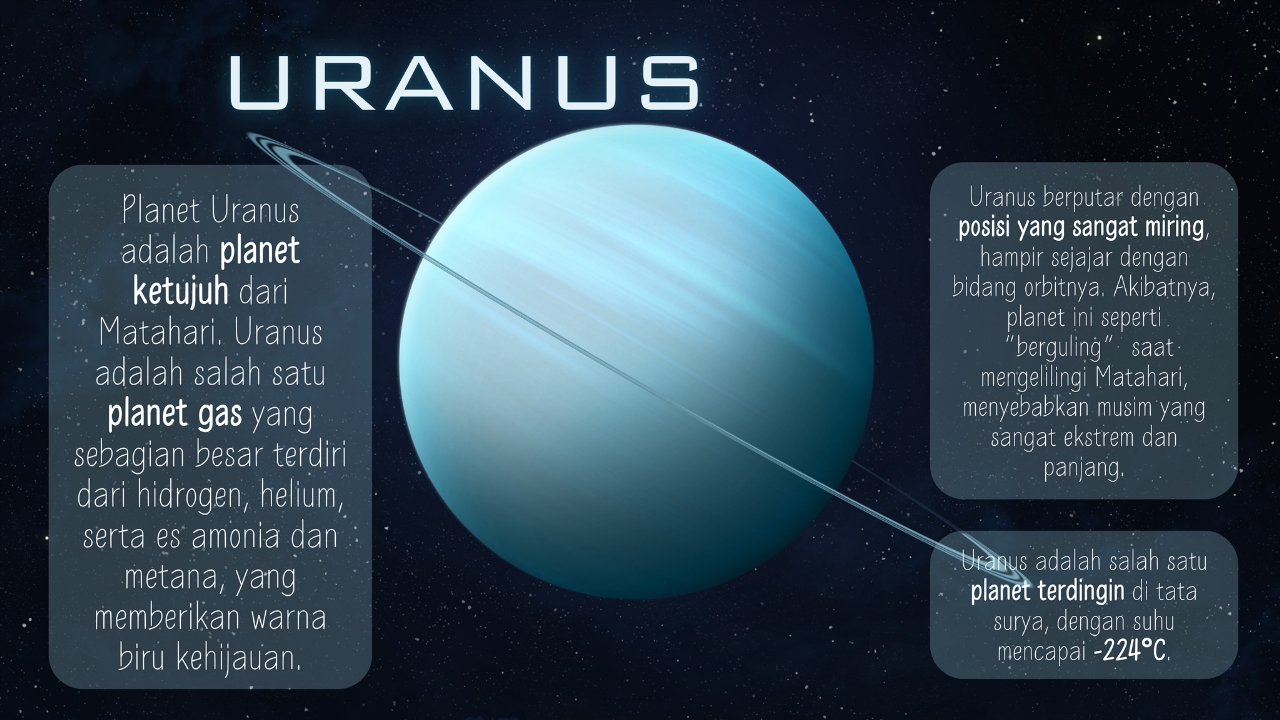 URANUS
Planet Uranus
adalah planet
ketujuh dari
Matahari. Uranus
adalah salah satu
planet gas yang
sebagian besar terdiri
dari hidrogen, helium,
serta es amonia dan
metana, yang
memberikan warna
biru kehijauan.
Uranus berputar dengan
posisi yang sangat miring,
hampir sejajar dengan
bidang orbitnya. Akibatnya,
planet ini seperti
"berguling" saat
mengelilingi Matahari,
menyebabkan musim yang
sangat ekstrem dan
panjang.
Uranus adalah salah satu
planet terdingin di tata
surya, dengan suhu
mencapai -224°C.